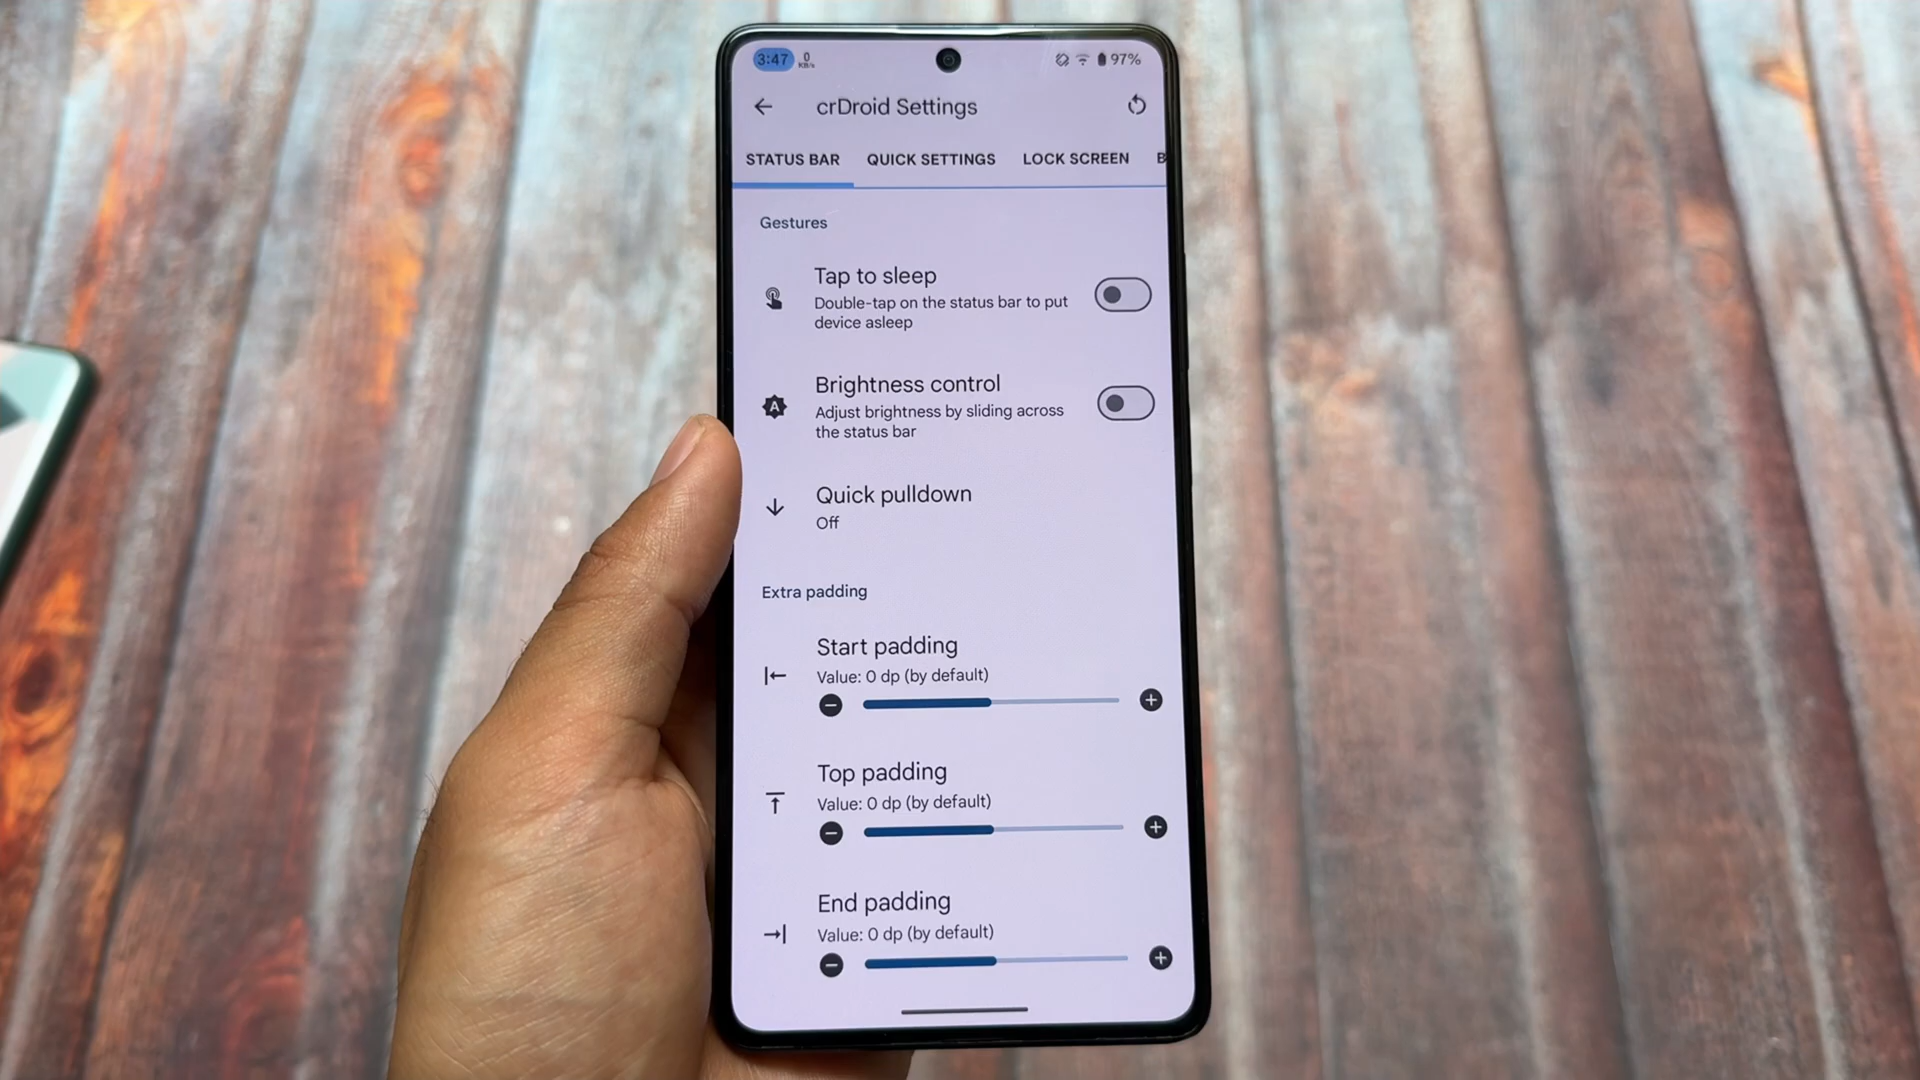 3:47 0 KB/s 97%
crDroid Settings
STATUS BAR QUICK SETTINGS LOCK SCREEN B
Gestures
Tap to sleep
Double-tap on the status bar to put
device asleep
Brightness control
Adjust brightness by sliding across
the status bar
Quick pulldown
Off
Extra padding
Start padding
Value: 0 dp (by default)
Top padding
Value: 0 dp (by default)
End padding
Value: 0 dp (by default)